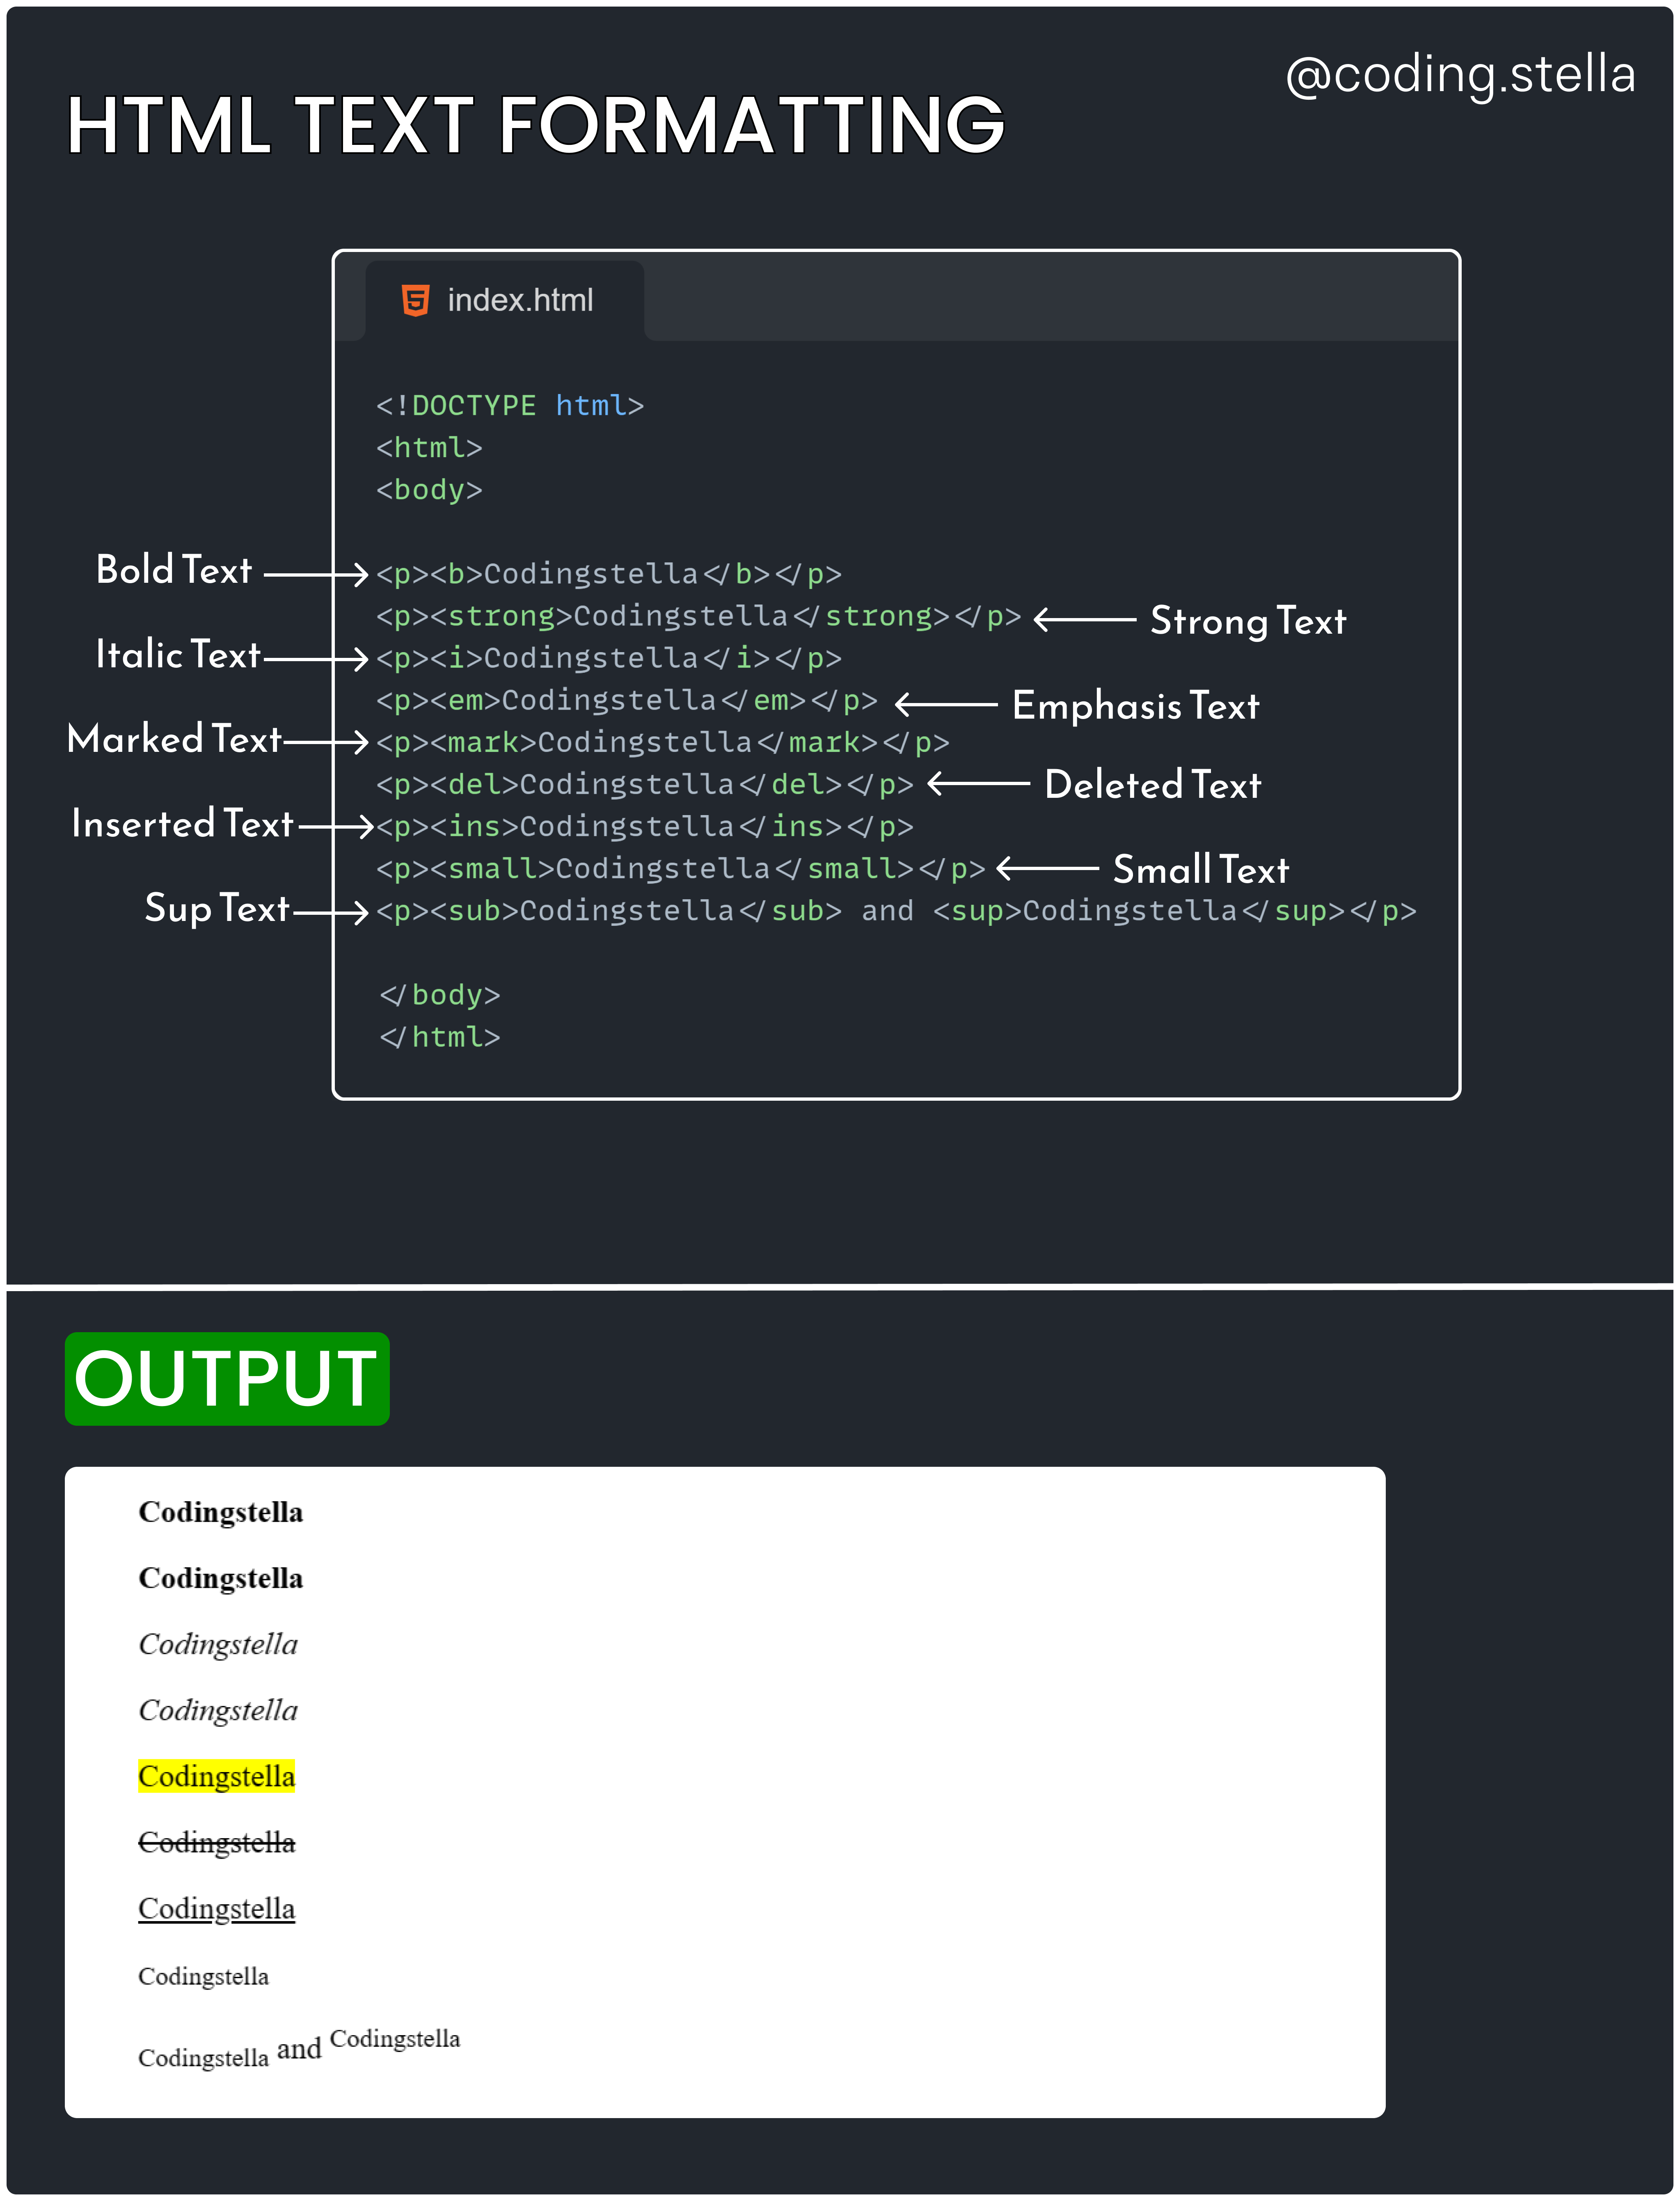 @coding.stella
HTML TEXT FORMATTING
index.html
<!DOCTYPE html>
<html>
<body>
Bold Text
<p><b>Codingstella</b></p>
<p><strong>Codingstella</strong></p>
Strong Text
Italic Text
<p><i>Codingstella</i></p>
<p><em>Codingstella</em></p>
Emphasis Text
Marked Text
<p><mark>Codingstella</mark></p>
<p><del>Codingstella</del></p>
Deleted Text
Inserted Text
<p><ins>Codingstella</ins></p>
<p><small>Codingstella</small></p>
Small Text
Sup Text
<p><sub>Codingstella</sub> and <sup>Codingstella</sup></p>
</body>
</html>
OUTPUT
Codingstella
Codingstella
Codingstella
Codingstella
Codingstella
Codingstella
Codingstella
Codingstella
Codingstella and Codingstella